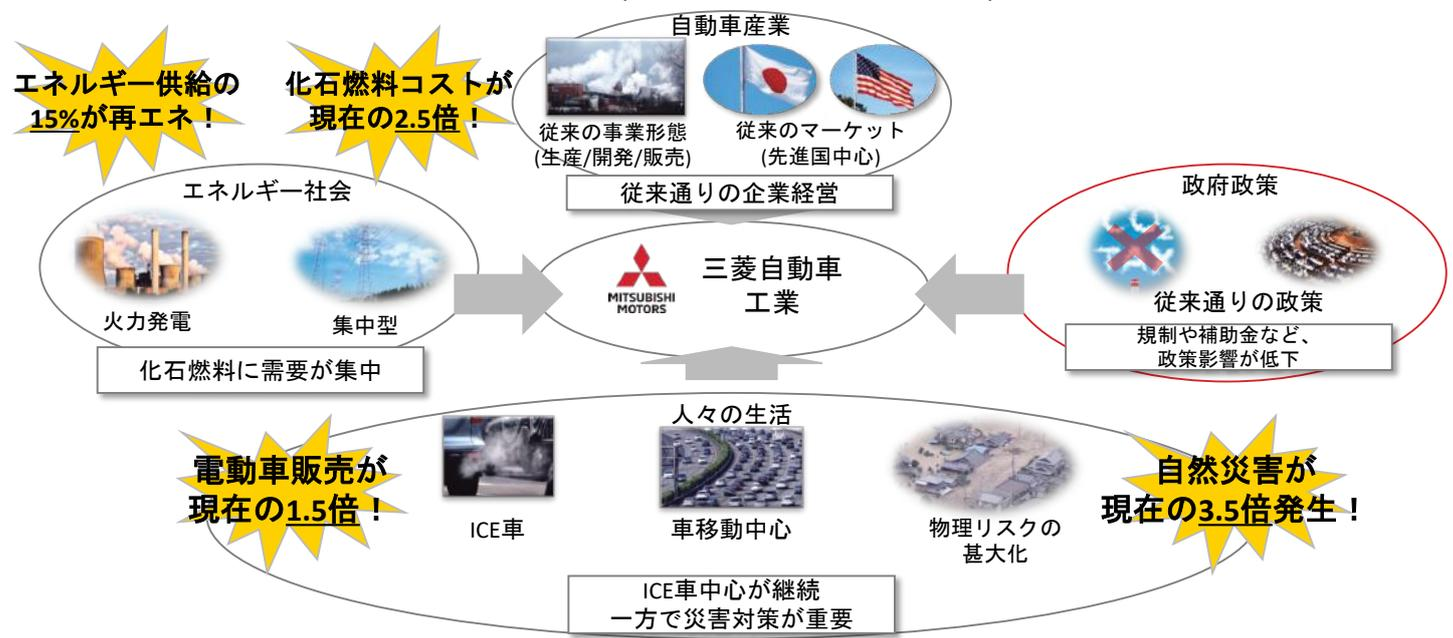 自動車産業
エネルギー供給の
15%が再エネ！
化石燃料コストが
現在の2.5倍！
従来の事業形態
(生産/開発/販売)
従来のマーケット
(先進国中心)
従来通りの企業経営
エネルギー社会
火力発電
集中型
化石燃料に需要が集中
MITSUBISHI
MOTORS
三菱自動車
工業
政府政策
従来通りの政策
規制や補助金など、
政策影響が低下
人々の生活
電動車販売が
現在の1.5倍！
ICE車
車移動中心
物理リスクの
甚大化
自然災害が
現在の3.5倍発生！
ICE車中心が継続
一方で災害対策が重要